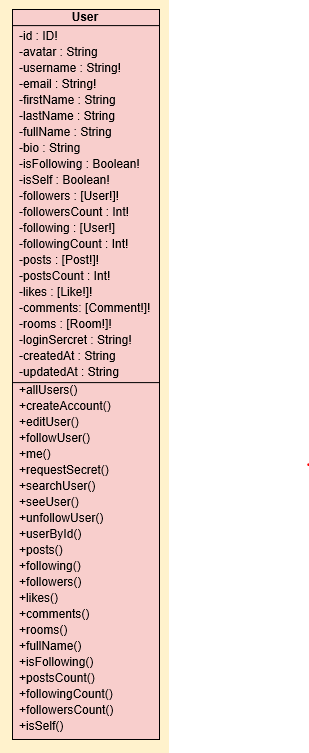 User
-id : ID!
-avatar : String
-username : String!
-email : String!
-firstName : String
-lastName : String
-fullName : String
-bio : String
-isFollowing : Boolean!
-isSelf : Boolean!
-followers : [User!]!
-followersCount : Int!
-following : [User!]
-followingCount : Int!
-posts : [Post!]!
-postsCount : Int!
-likes : [Like!]!
-comments: [Comment!]!
-rooms : [Room!]!
-loginSercret : String!
-createdAt : String
-updatedAt : String
+allUsers()
+createAccount()
+editUser()
+followUser()
+me()
+requestSecret()
+searchUser()
+seeUser()
+unfollowUser()
+userById()
+posts()
+following()
+followers()
+likes()
+comments()
+rooms()
+fullName()
+isFollowing()
+postsCount()
+followingCount()
+followersCount()
+isSelf()